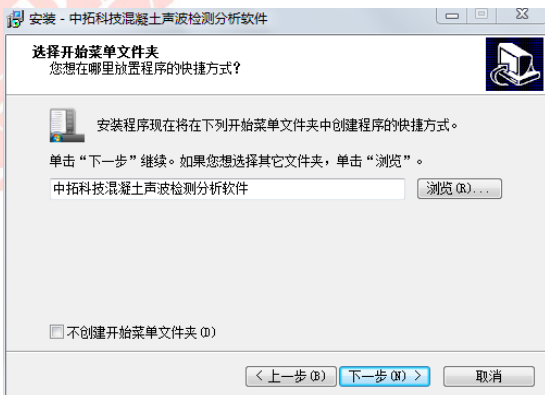 安装 - 中拓科技混凝土声波检测分析软件
选择开始菜单文件夹
您想在哪里放置程序的快捷方式?
安装程序现在将在下列开始菜单文件夹中创建程序的快捷方式。
单击“下一步”继续。如果您想选择其它文件夹，单击“浏览”。
中拓科技混凝土声波检测分析软件
浏览(R)...
不创建开始菜单文件夹(D)
< 上一步(B)
下一步(N) >
取消